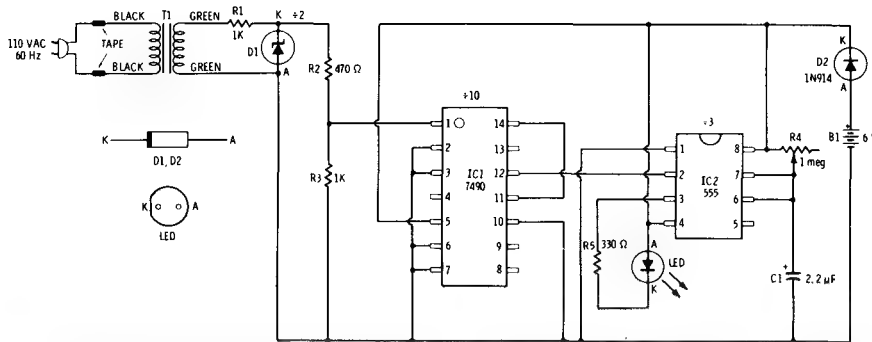 BLACK
T1
GREEN
R1
1K
K ÷2
110 VAC
60 Hz
TAPE
D1
A
BLACK
GREEN
R2 470 Ω
R3 1K
K A
D1, D2
K A
LED
÷10
1 14
2 13
3 12
4 11
5 10
6 9
7 8
IC1
7490
÷3
1 8
2 7
3 6
4 5
IC2
555
R5 330 Ω
A
LED
K
K
D2
1N914
A
R4
1 meg
B1
+
6
+
C1 2.2 μF